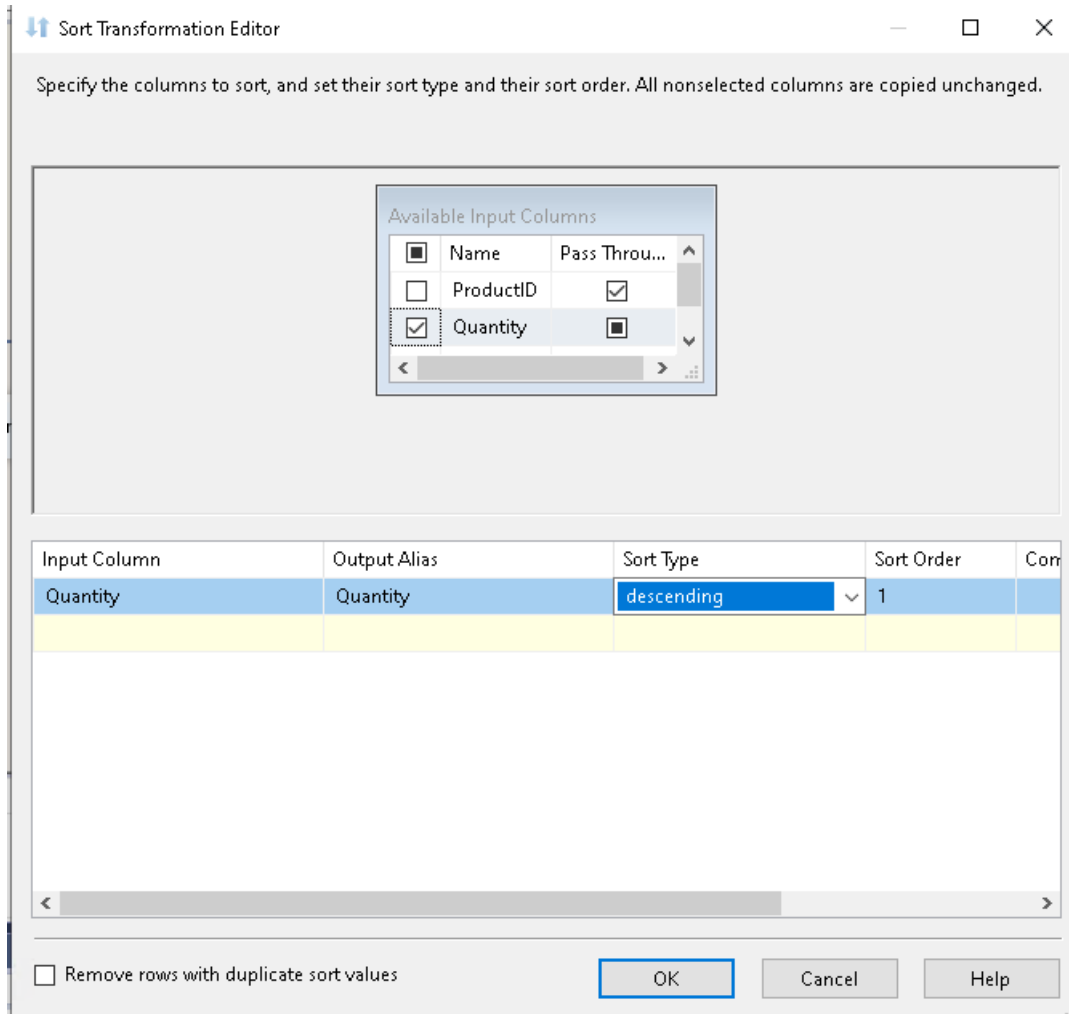 Sort Transformation Editor
Specify the columns to sort, and set their sort type and their sort order. All nonselected columns are copied unchanged.
Available Input Columns
Name Pass Throu...
ProductID
Quantity
Input Column Output Alias Sort Type Sort Order Com
Quantity Quantity descending 1
Remove rows with duplicate sort values OK Cancel Help